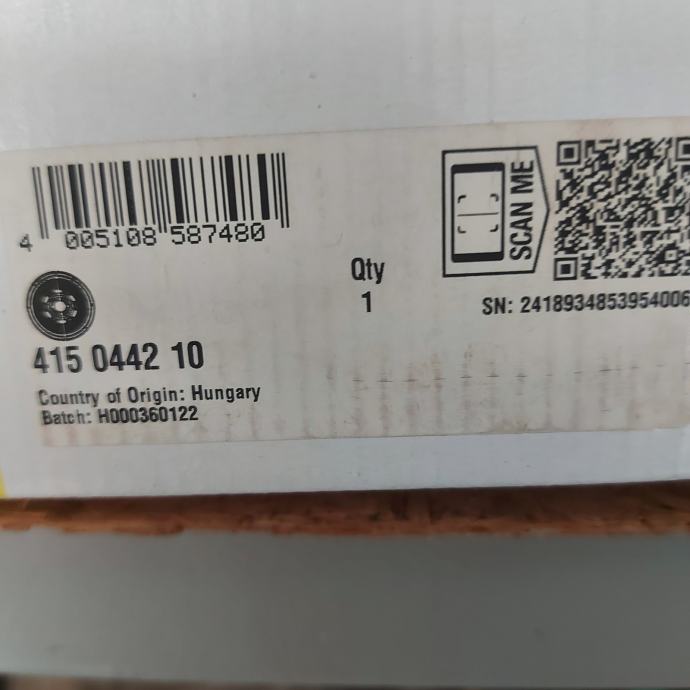 4 005108 587480
SCAN ME
Qty
1
SN: 2418934853954006
415 0442 10
Country of Origin: Hungary
Batch: H000360122